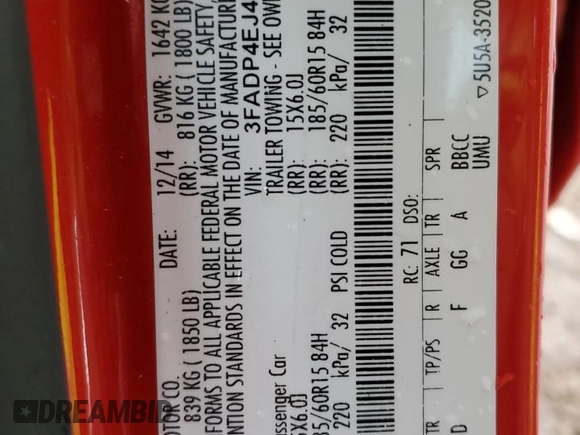 OTOR CO. DATE: 12/14 GVWR: 1642 KG
839 KG ( 1850 LB) (RR): 816 KG ( 1800 LB)
FORMS TO ALL APPLICABLE FEDERAL MOTOR VEHICLE SAFETY,
NTION STANDARDS IN EFFECT ON THE DATE OF MANUFACTUR
VIN: 3FADP4EJ4
assenger Car TRAILER TOWING - SEE OWN
5X6.0J (RR): 15X6.0J
85/60R15 84H (RR): 185/60R15 84H
220 kPa/ 32 PSI COLD (RR): 220 kPa/ 32
RC: 71 DSO:
TR TP/PS R AXLE TR SPR
D F GG A BBCC
UMU
▽5U5A-3520
DREAMBID